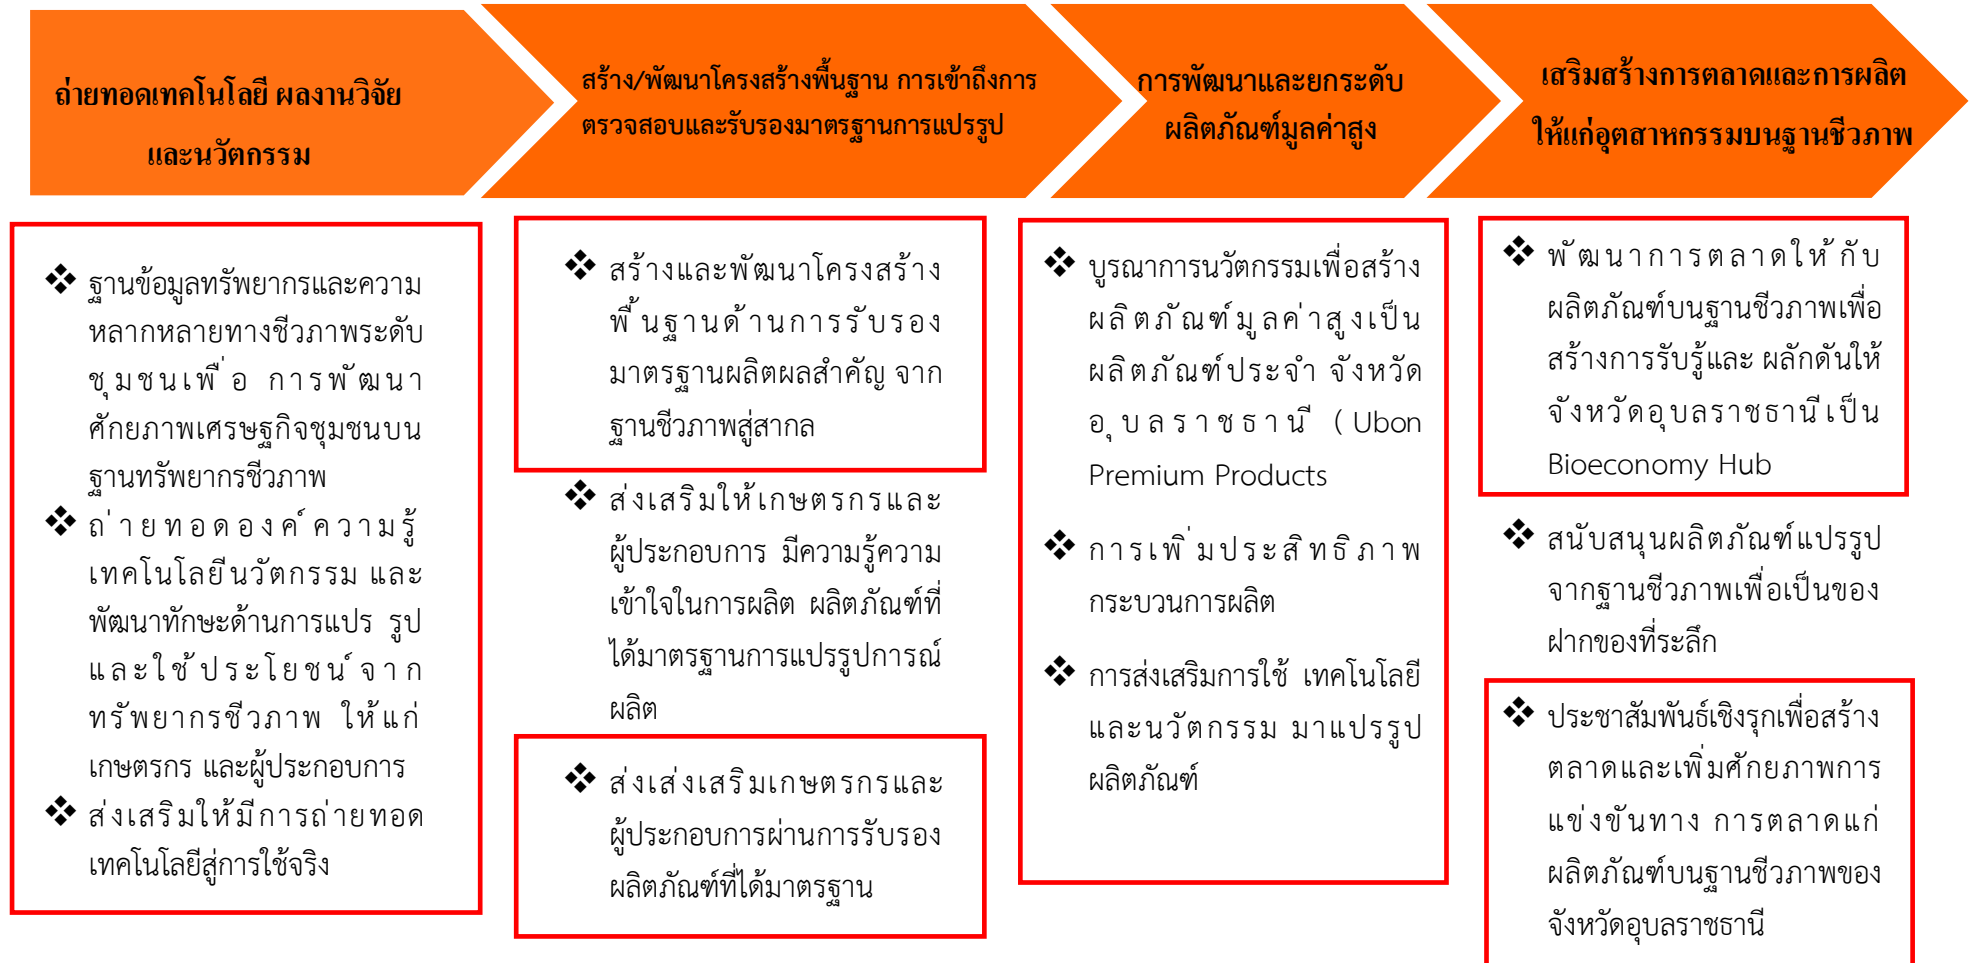 ถ่ายทอดเทคโนโลยี ผลงานวิจัย
และนวัตกรรม
สร้าง/พัฒนาโครงสร้างพื้นฐาน การเข้าถึงการ
ตรวจสอบและรับรองมาตรฐานการแปรรูป
การพัฒนาและยกระดับ
ผลิตภัณฑ์มูลค่าสูง
เสริมสร้างการตลาดและการผลิต
ให้แก่อุตสาหกรรมบนฐานชีวภาพ
❖ ฐานข้อมูลทรัพยากรและความ
หลากหลายทางชีวภาพระดับ
ชุมชนเพื่อ การพัฒนา
ศักยภาพเศรษฐกิจชุมชนบน
ฐานทรัพยากรชีวภาพ
❖ ถ่ายทอดองค์ความรู้
เทคโนโลยีนวัตกรรม และ
พัฒนาทักษะด้านการแปร รูป
และใช้ประโยชน์จาก
ทรัพยากรชีวภาพ ให้แก่
เกษตรกร และผู้ประกอบการ
❖ ส่งเสริมให้มีการถ่ายทอด
เทคโนโลยีสู่การใช้จริง
❖ สร้างและพัฒนาโครงสร้าง
พื้นฐานด้านการรับรอง
มาตรฐานผลิตผลสำคัญ จาก
ฐานชีวภาพสู่สากล
❖ ส่งเสริมให้เกษตรกรและ
ผู้ประกอบการ มีความรู้ความ
เข้าใจในการผลิต ผลิตภัณฑ์ที่
ได้มาตรฐานการแปรรูปการณ์
ผลิต
❖ ส่งเส่งเสริมเกษตรกรและ
ผู้ประกอบการผ่านการรับรอง
ผลิตภัณฑ์ที่ได้มาตรฐาน
❖ บูรณาการนวัตกรรมเพื่อสร้าง
ผลิตภัณฑ์มูลค่าสูงเป็น
ผลิตภัณฑ์ประจำ จังหวัด
อุบลราชธานี (Ubon
Premium Products
❖ การเพิ่มประสิทธิภาพ
กระบวนการผลิต
❖ การส่งเสริมการใช้ เทคโนโลยี
และนวัตกรรม มาแปรรูป
ผลิตภัณฑ์
❖ พัฒนาการตลาดให้กับ
ผลิตภัณฑ์บนฐานชีวภาพเพื่อ
สร้างการรับรู้และ ผลักดันให้
จังหวัดอุบลราชธานีเป็น
Bioeconomy Hub
❖ สนับสนุนผลิตภัณฑ์แปรรูป
จากฐานชีวภาพเพื่อเป็นของ
ฝากของที่ระลึก
❖ ประชาสัมพันธ์เชิงรุกเพื่อสร้าง
ตลาดและเพิ่มศักยภาพการ
แข่งขันทาง การตลาดแก่
ผลิตภัณฑ์บนฐานชีวภาพของ
จังหวัดอุบลราชธานี